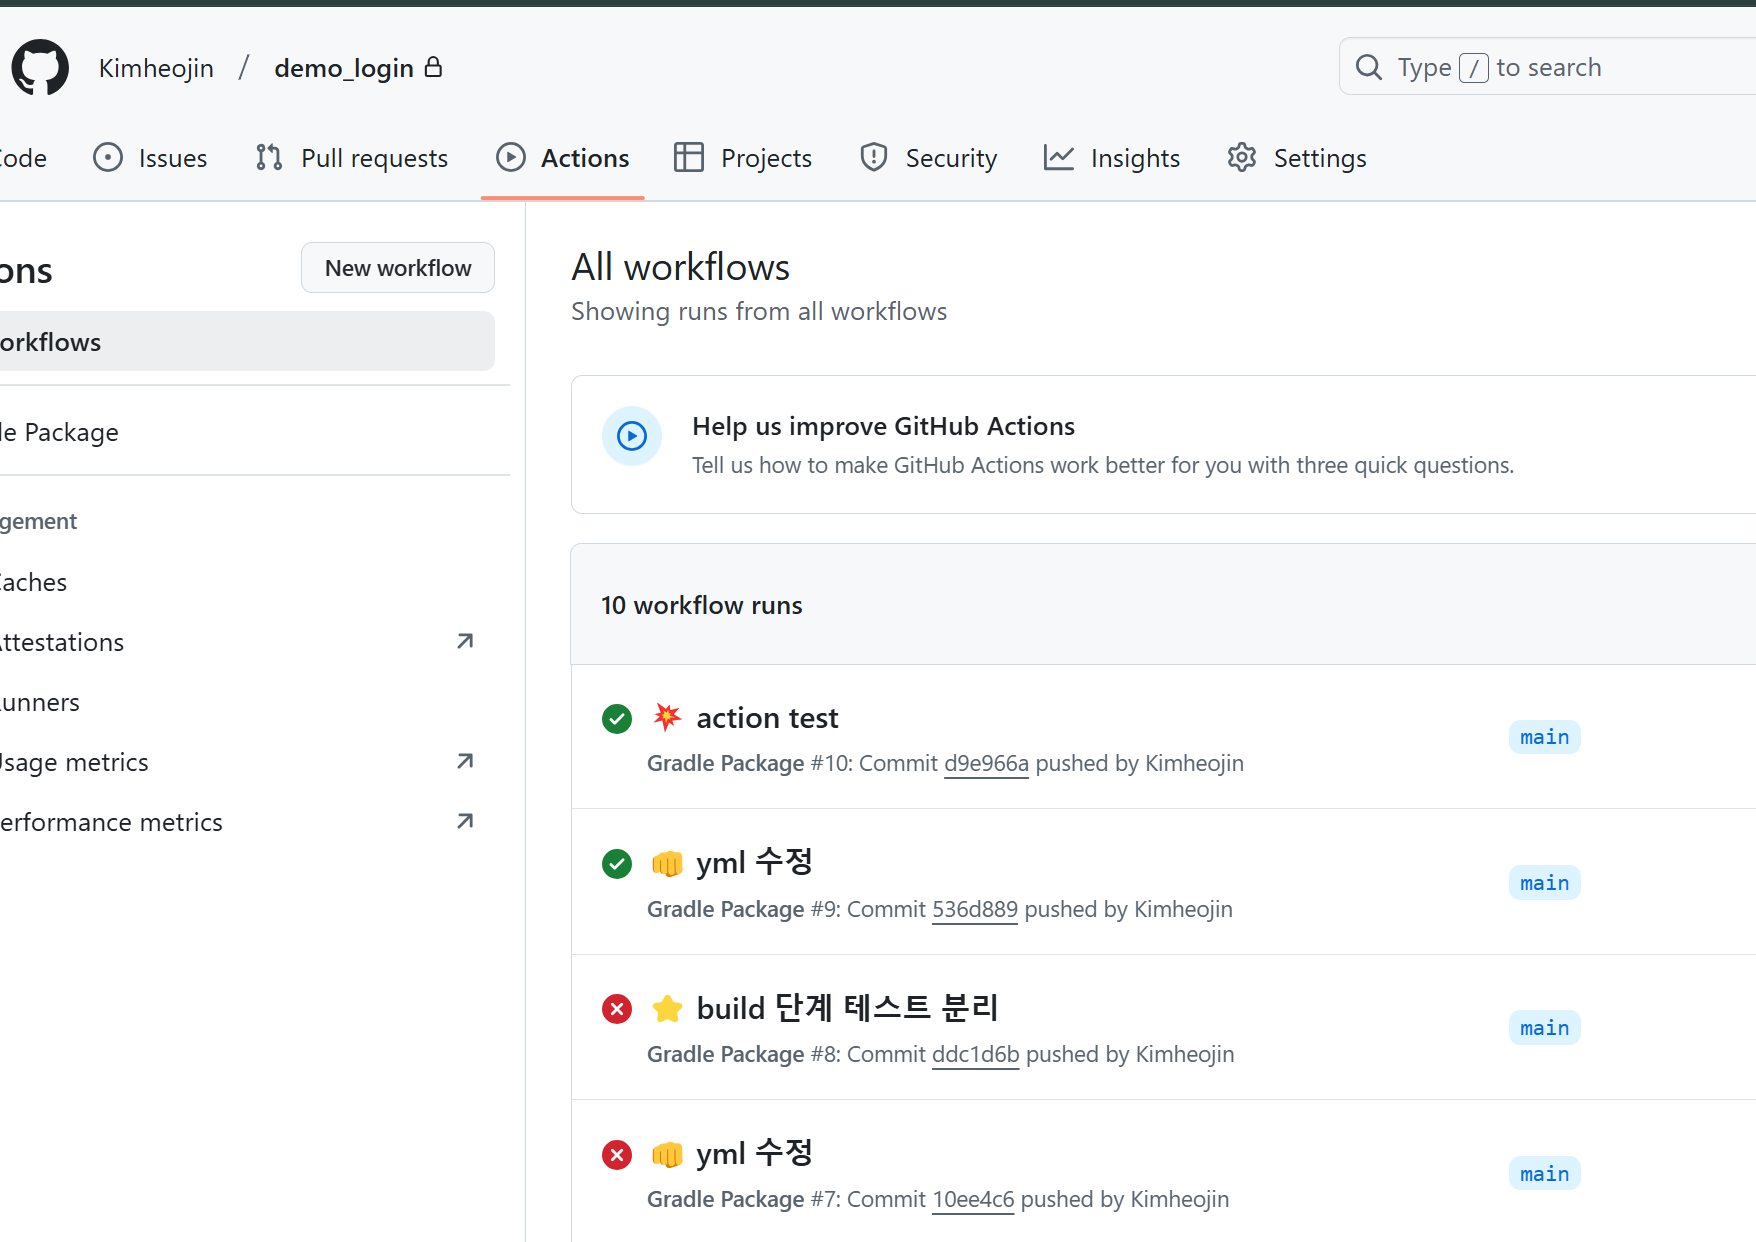 Kimheojin / demo_login
Type / to search
Code Issues Pull requests Actions Projects Security Insights Settings
ons
New workflow
orkflows
le Package
gement
Caches
Attestations
unners
Usage metrics
erformance metrics
All workflows
Showing runs from all workflows
Help us improve GitHub Actions
Tell us how to make GitHub Actions work better for you with three quick questions.
10 workflow runs
💥 action test
Gradle Package #10: Commit d9e966a pushed by Kimheojin
main
👊 yml 수정
Gradle Package #9: Commit 536d889 pushed by Kimheojin
main
⭐ build 단계 테스트 분리
Gradle Package #8: Commit ddc1d6b pushed by Kimheojin
main
👊 yml 수정
Gradle Package #7: Commit 10ee4c6 pushed by Kimheojin
main